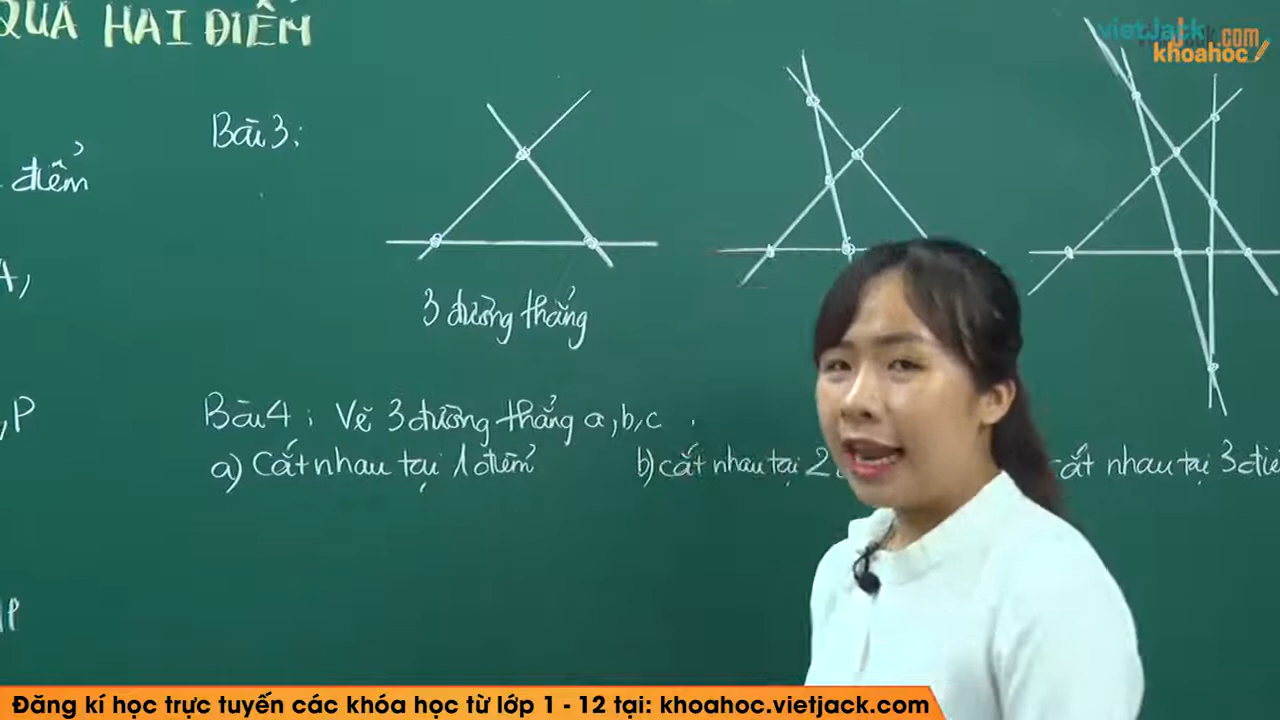 QUA HAI ĐIỂM
vietJack.com
khoahoc
Bài 3:
điểm
A,
3 đường thẳng
, P
Bài 4: Vẽ 3 đường thẳng a, b, c.
a) Cắt nhau tại 1 điểm
b) cắt nhau tại 2
cắt nhau tại 3 điể
Đăng kí học trực tuyến các khóa học từ lớp 1 - 12 tại: khoahoc.vietjack.com